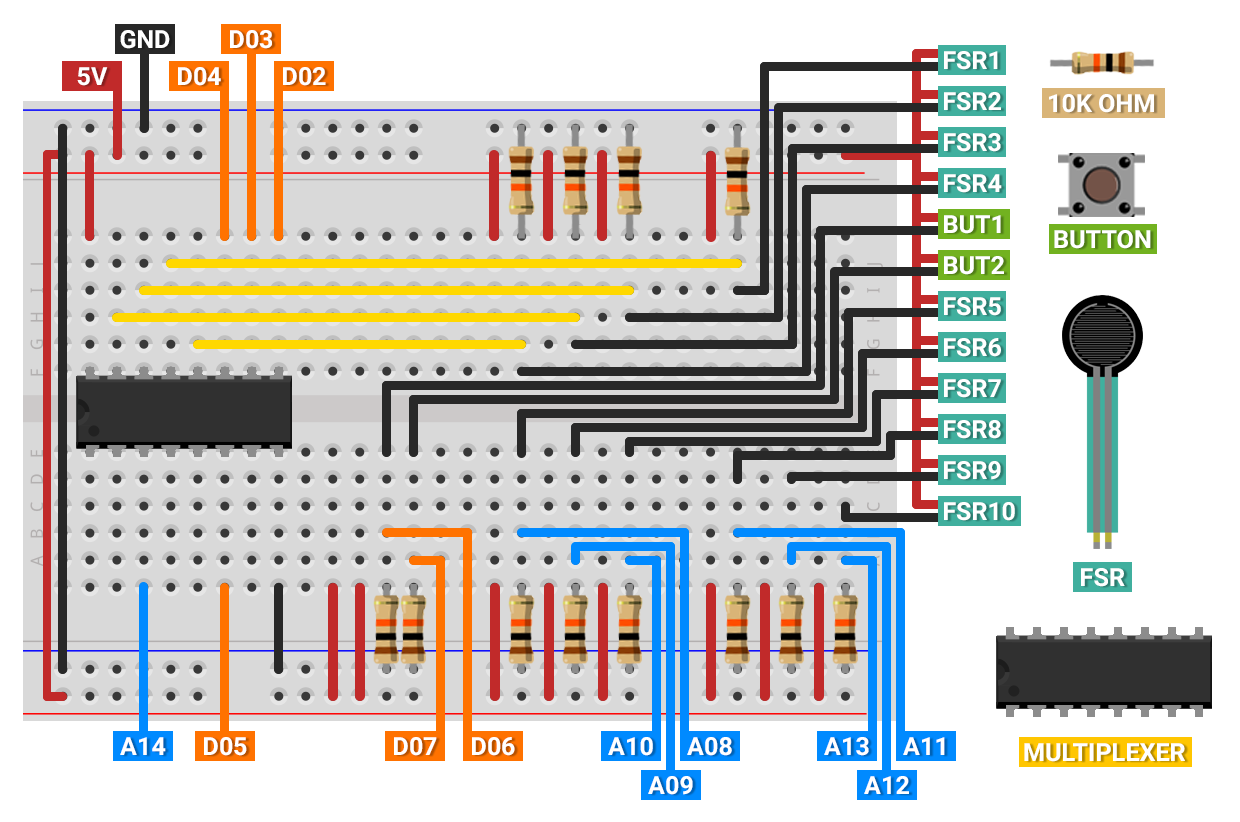 GND
D03
5V
D04
D02
FSR1
FSR2
FSR3
FSR4
BUT1
BUT2
FSR5
FSR6
FSR7
FSR8
FSR9
FSR10
10K OHM
BUTTON
FSR
MULTIPLEXER
J
I
H
G
F
E
D
C
B
A
J
I
H
G
F
C
A
A14
D05
D07
D06
A10
A08
A09
A13
A11
A12